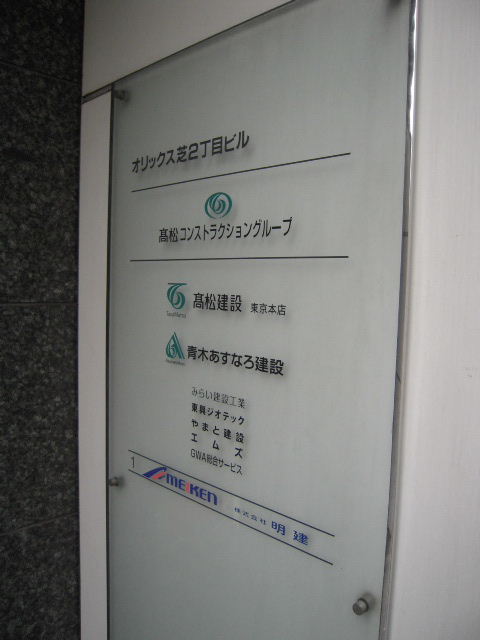 オリックス芝2丁目ビル
髙松コンストラクショングループ
髙松建設 東京本店
青木あすなろ建設
みらい建設工業
東興ジオテック
やまと建設
エムズ
GWA総合サービス
1 MEIKEN 株式会社 明建